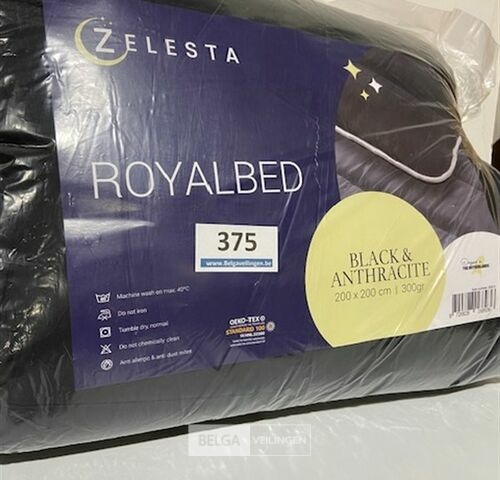 ZELESTA
ROYALBED
375
www.Belgaveilingen.be
BLACK &
ANTHRACITE
200 x 200 cm | 300gr
THE NETHERLANDS
Machine wash on max. 40°C
Do not iron
Tumble dry, normal
Do not chemically clean
Anti allergic & anti dust mites
OEKO-TEX®
STANDARD 100
BELGA VEILINGEN